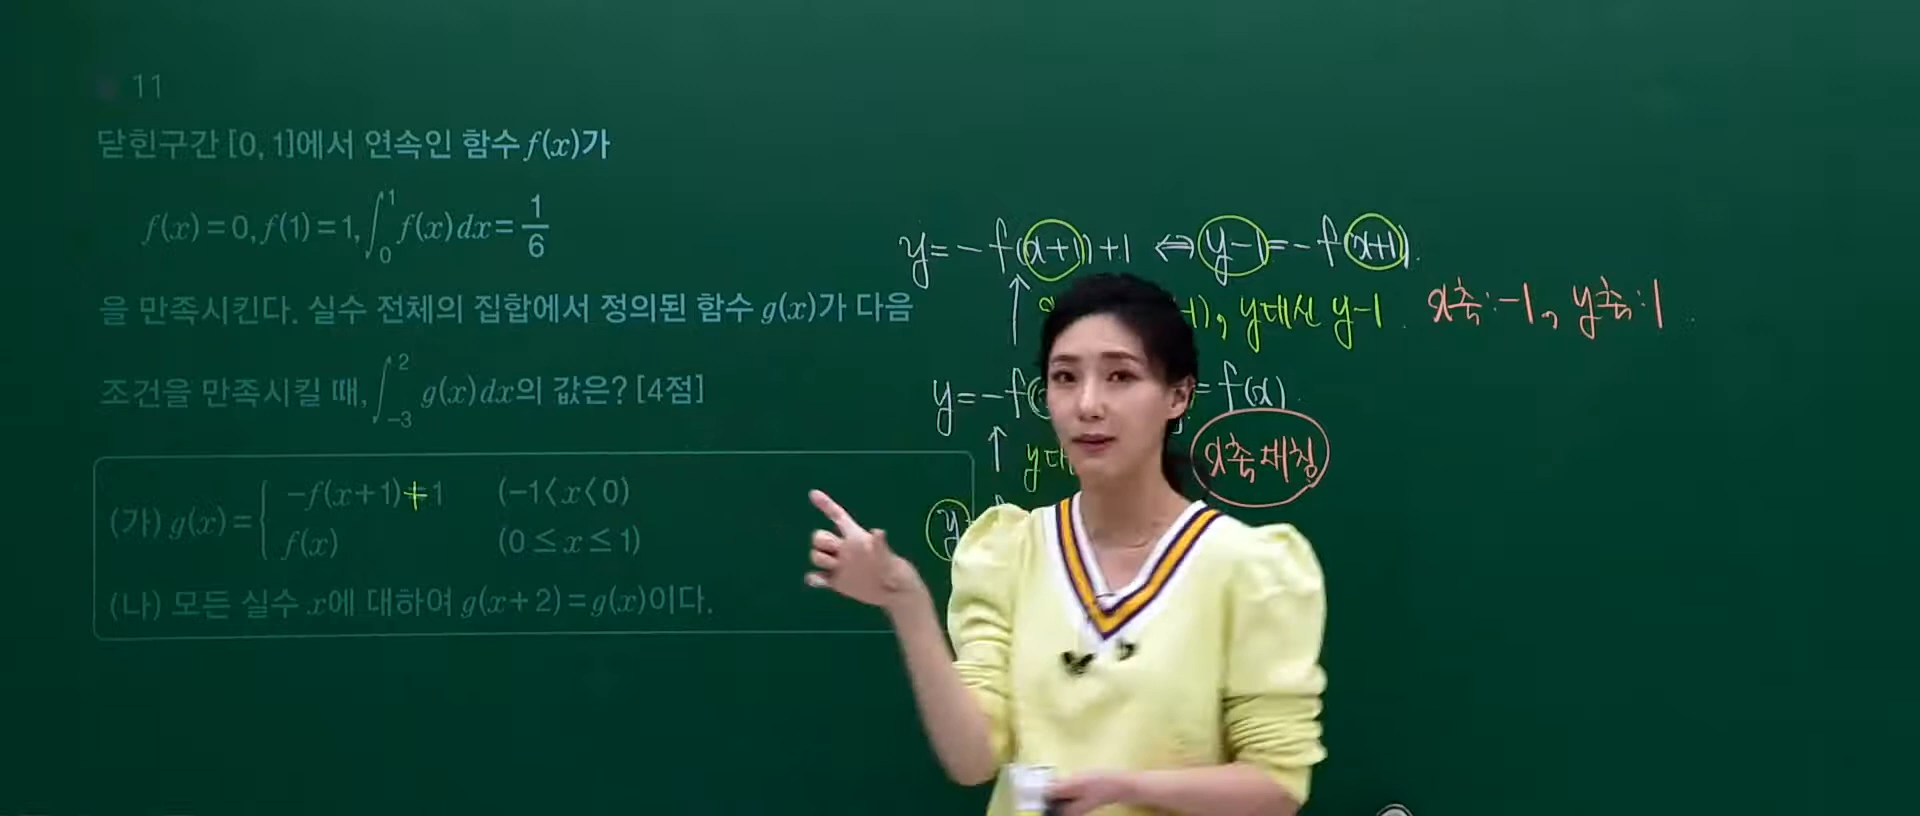 11
닫힌구간 [0, 1]에서 연속인 함수 f(x)가
f(x)=0, f(1)=1, ∫₀¹ f(x)dx = 1/6
을 만족시킨다. 실수 전체의 집합에서 정의된 함수 g(x)가 다음
조건을 만족시킬 때, ∫₋₃² g(x)dx의 값은? [4점]
(가) g(x)= { -f(x+1)+1 (-1<x<0)
f(x) (0≤x≤1)
(나) 모든 실수 x에 대하여 g(x+2)=g(x)이다.
y=-f(x+1)+1 ⇔ y-1=-f(x+1).
y대신 y-1. x축:-1, y축:1
y=-f( = f(x).
x축대칭
y